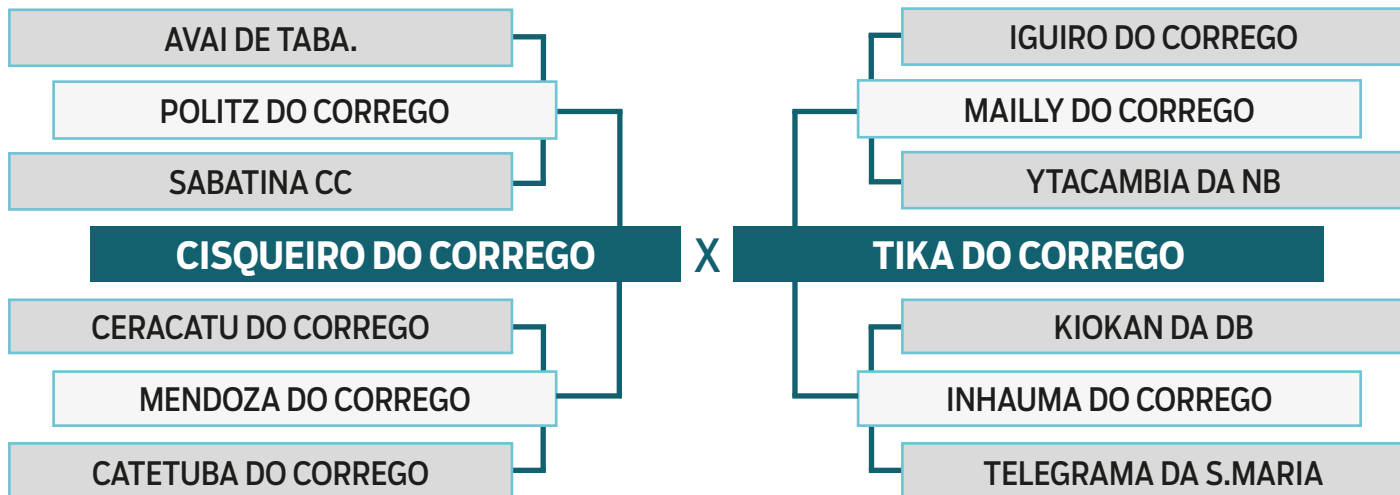 AVAI DE TABA.
POLITZ DO CORREGO
SABATINA CC
IGUIRO DO CORREGO
MAILLY DO CORREGO
YTACAMBIA DA NB
CISQUEIRO DO CORREGO X TIKA DO CORREGO
CERACATU DO CORREGO
MENDOZA DO CORREGO
CATETUBA DO CORREGO
KIOKAN DA DB
INHAUMA DO CORREGO
TELEGRAMA DA S.MARIA